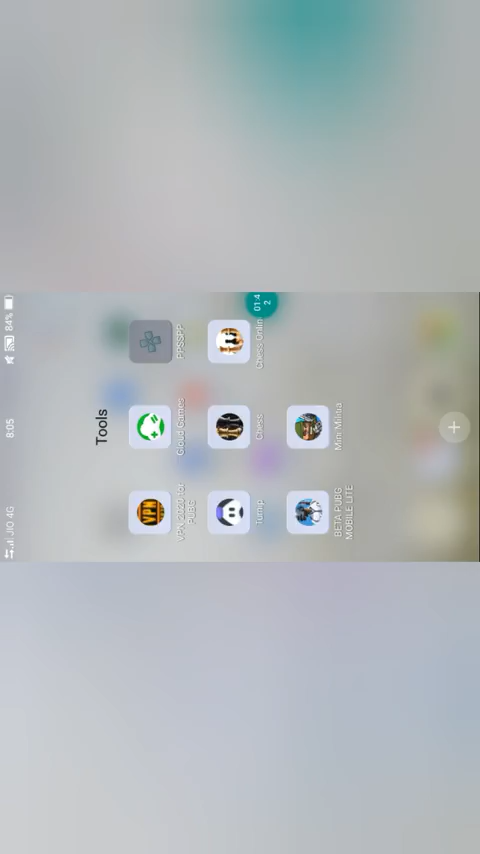 JIO 4G
8:05
84%
Tools
VPN 2020 for
PUBG
Cloud Games
PPSSPP
Turnip
Chess
Chess Onlin
BETA PUBG
MOBILE LITE
Mini Militia
01:4
2
VPN